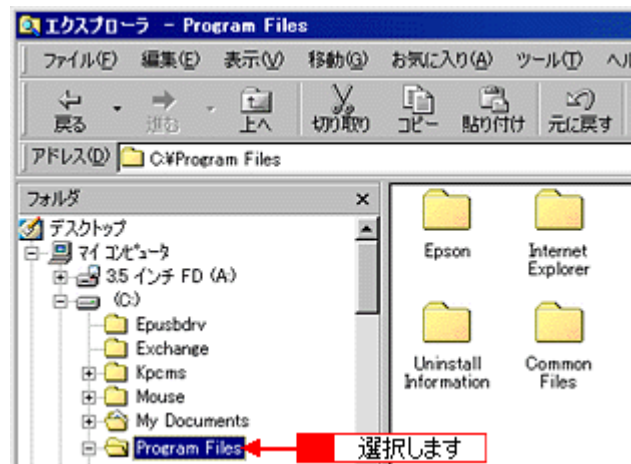 エクスプローラ - Program Files
ファイル(F) 編集(E) 表示(V) 移動(G) お気に入り(A) ツール(T) ヘル
戻る 進む 上へ 切り取り コピー 貼り付け 元に戻す
アドレス(D) C:¥Program Files
フォルダ ×
デスクトップ
マイ コンピュータ
3.5 インチ FD (A:)
(C:)
Epusbdrv
Exchange
Kpcms
Mouse
My Documents
Program Files
選択します
Epson
Internet
Explorer
Uninstall
Information
Common
Files